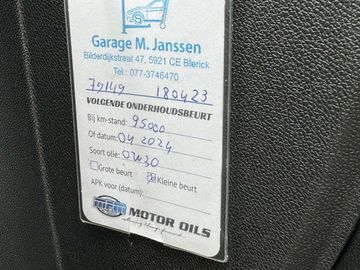 Garage M. Janssen
Bilderdijkstraat 47, 5921 CE Blerick
Tel.: 077-3746470
79149 180423
VOLGENDE ONDERHOUDSBEURT
Bij km-stand: 95000
Of datum: 04 2024
Soort olie: 0W30
Grote beurt Kleine beurt
APK voor (datum):
MOTOR OILS